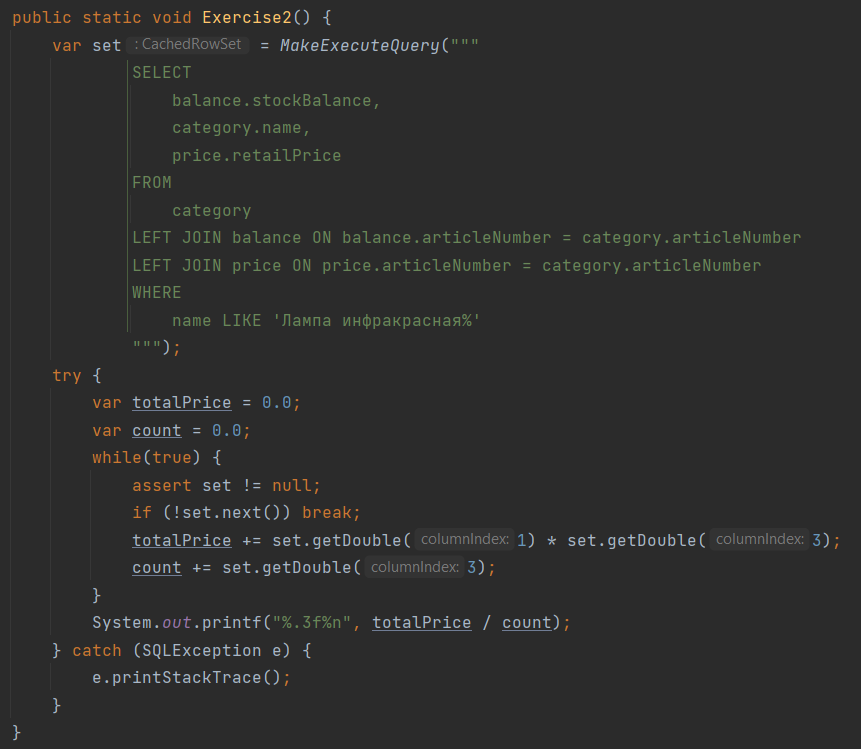 public static void Exercise2() {
    var set : CachedRowSet = MakeExecuteQuery("""
            SELECT
                balance.stockBalance,
                category.name,
                price.retailPrice
            FROM
                category
            LEFT JOIN balance ON balance.articleNumber = category.articleNumber
            LEFT JOIN price ON price.articleNumber = category.articleNumber
            WHERE
                name LIKE 'Лампа инфракрасная%'
            """);
    try {
        var totalPrice = 0.0;
        var count = 0.0;
        while(true) {
            assert set != null;
            if (!set.next()) break;
            totalPrice += set.getDouble( columnIndex: 1) * set.getDouble( columnIndex: 3);
            count += set.getDouble( columnIndex: 3);
        }
        System.out.printf("%.3f%n", totalPrice / count);
    } catch (SQLException e) {
        e.printStackTrace();
    }
}